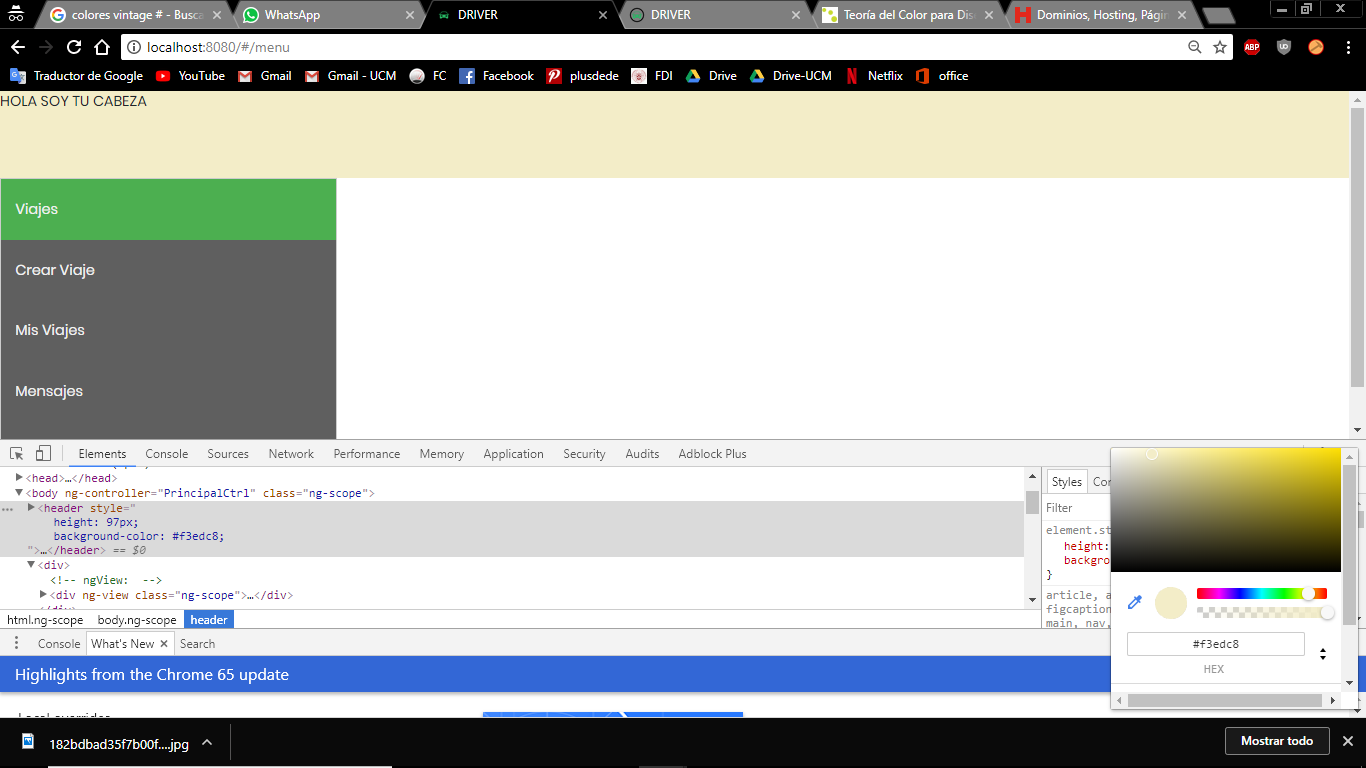 colores vintage # - Busca
WhatsApp
DRIVER
DRIVER
Teoría del Color para Dis
Dominios, Hosting, Págin
localhost:8080/#/menu
ABP
Traductor de Google
YouTube
Gmail
Gmail - UCM
FC
Facebook
plusdede
FDI
Drive
Drive-UCM
Netflix
office
HOLA SOY TU CABEZA
Viajes
Crear Viaje
Mis Viajes
Mensajes
Elements
Console
Sources
Network
Performance
Memory
Application
Security
Audits
Adblock Plus
<head>…</head>
<body ng-controller="PrincipalCtrl" class="ng-scope">
<header style="
height: 97px;
background-color: #f3edc8;
">…</header> == $0
<div>
<!-- ngView:  -->
<div ng-view class="ng-scope">…</div>
html.ng-scope
body.ng-scope
header
Styles
Co
Filter
element.st
height:
backgro
}
article, a
figcaption
main, nav,
#f3edc8
HEX
Console
What's New
Search
Highlights from the Chrome 65 update
182bdbad35f7b00f....jpg
Mostrar todo